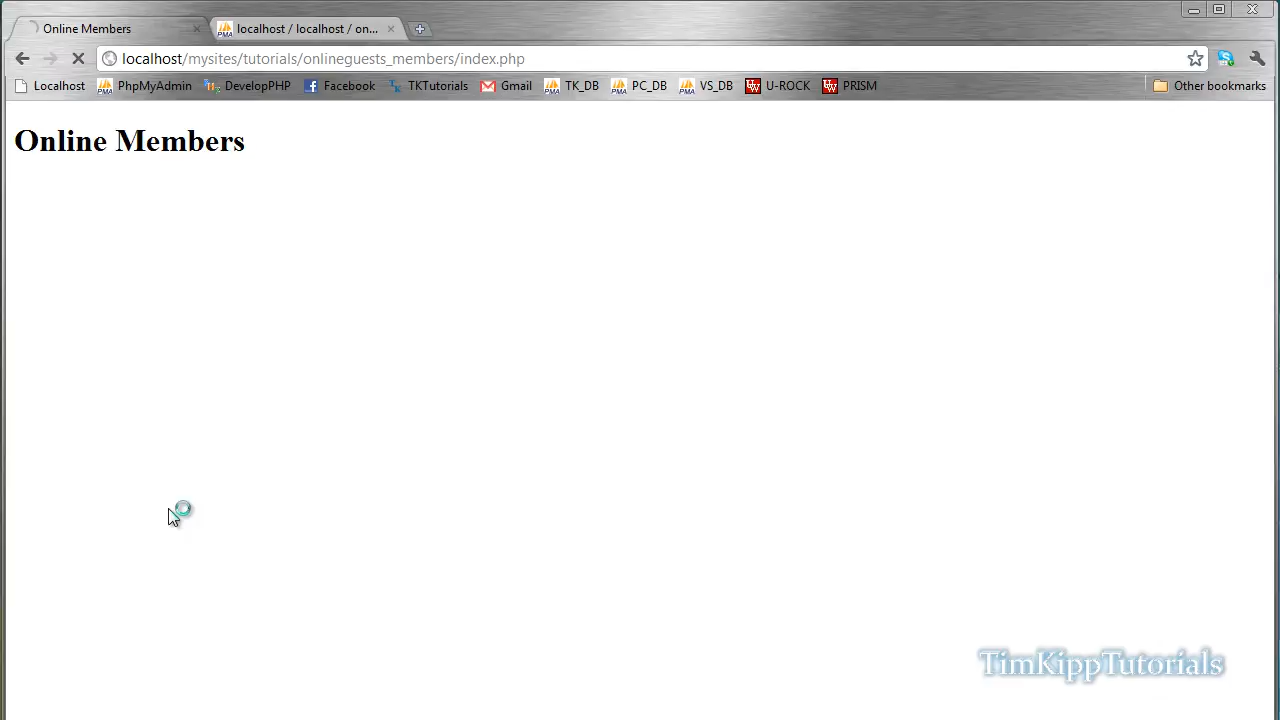 Online Members
localhost / localhost / on...
localhost/mysites/tutorials/onlineguests_members/index.php
Localhost PhpMyAdmin DevelopPHP Facebook TKTutorials Gmail TK_DB PC_DB VS_DB U-ROCK PRISM Other bookmarks
Online Members
TimKippTutorials